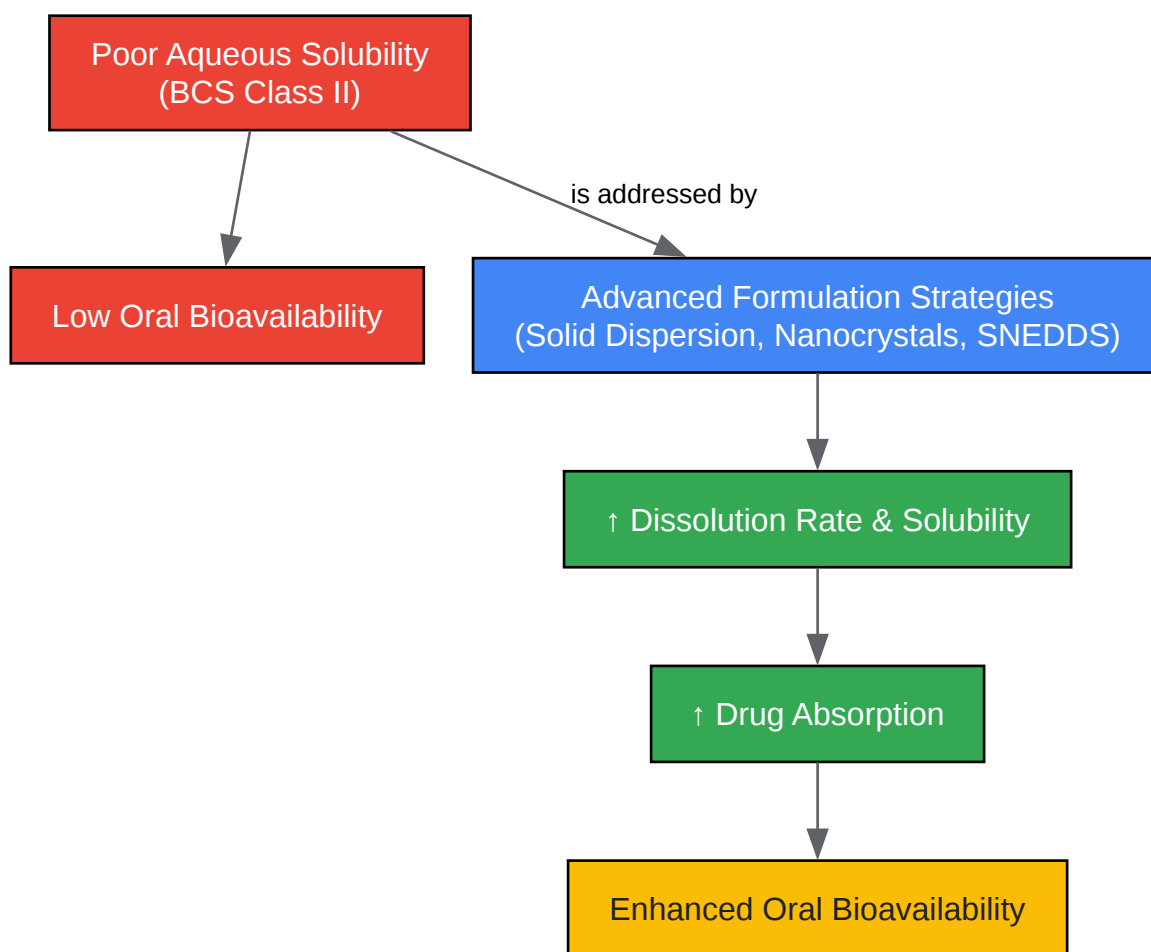 Poor Aqueous Solubility
(BCS Class II)
is addressed by
Low Oral Bioavailability
Advanced Formulation Strategies
(Solid Dispersion, Nanocrystals, SNEDDS)
↑ Dissolution Rate & Solubility
↑ Drug Absorption
Enhanced Oral Bioavailability